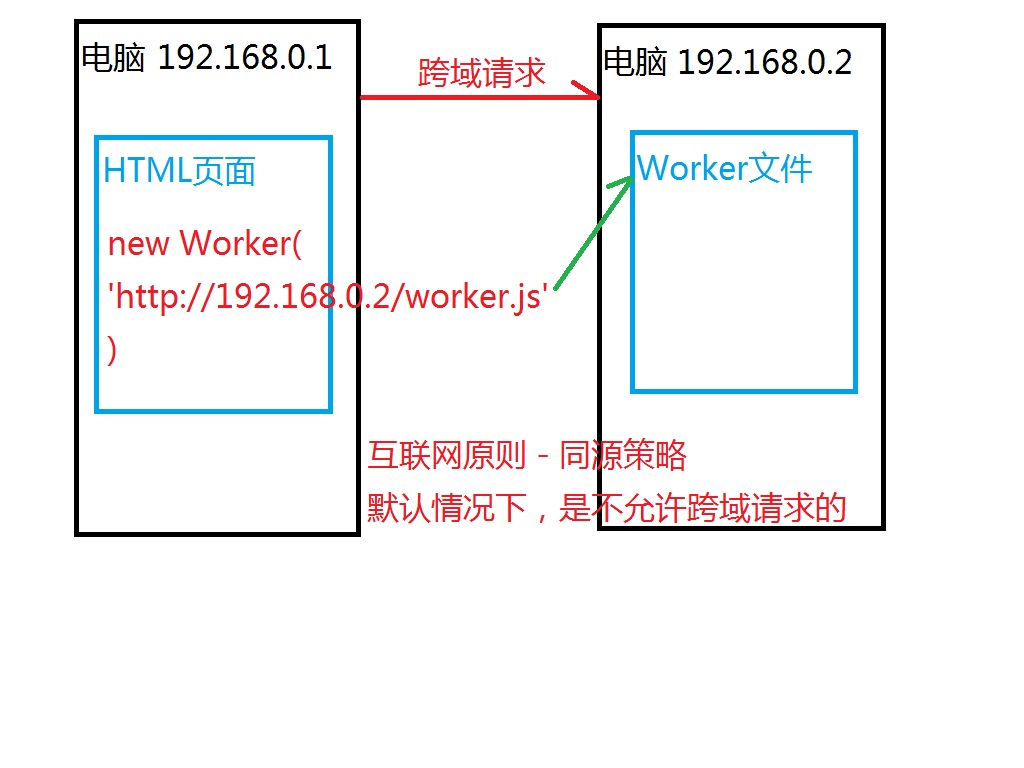 电脑 192.168.0.1
跨域请求
电脑 192.168.0.2
HTML页面
Worker文件
new Worker(
'http://192.168.0.2/worker.js'
)
互联网原则 - 同源策略
默认情况下，是不允许跨域请求的